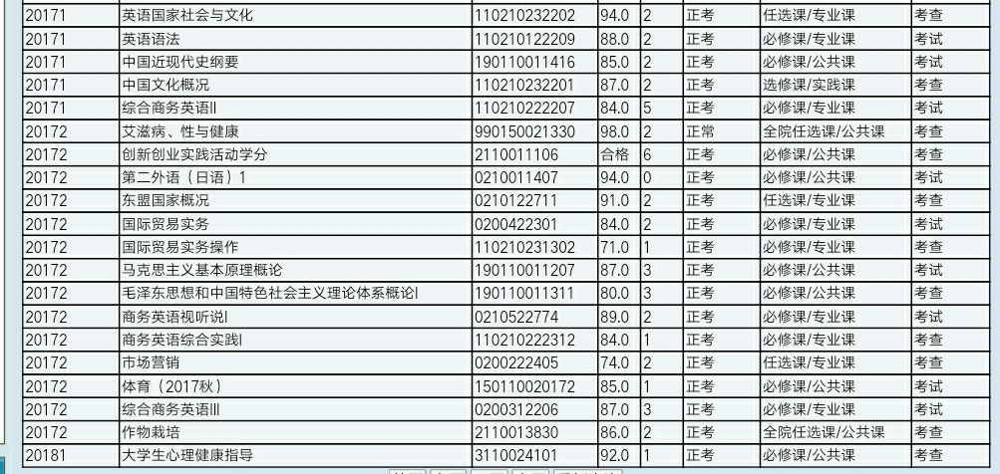 20171 英语国家社会与文化 110210232202 94.0 2 正考 任选课/专业课 考查
20171 英语语法 110210122209 88.0 2 正考 必修课/专业课 考试
20171 中国近现代史纲要 190110011416 85.0 2 正考 必修课/公共课 考试
20171 中国文化概况 110210232201 87.0 2 正考 选修课/实践课 考查
20171 综合商务英语II 110210222207 84.0 5 正考 必修课/专业课 考试
20172 艾滋病、性与健康 990150021330 98.0 2 正常 全院任选课/公共课 考查
20172 创新创业实践活动学分 2110011106 合格 6 正考 必修课/公共课 考查
20172 第二外语（日语）1 0210011407 94.0 0 正考 必修课/公共课 考试
20172 东盟国家概况 0210122711 91.0 2 正考 任选课/专业课 考查
20172 国际贸易实务 0200422301 84.0 2 正考 必修课/专业课 考试
20172 国际贸易实务操作 110210231302 71.0 1 正考 必修课/专业课 考查
20172 马克思主义基本原理概论 190110011207 87.0 3 正考 必修课/公共课 考试
20172 毛泽东思想和中国特色社会主义理论体系概论I 190110011311 80.0 3 正考 必修课/公共课 考查
20172 商务英语视听说I 0210522774 89.0 2 正考 必修课/专业课 考试
20172 商务英语综合实践I 110210222312 84.0 1 正考 必修课/专业课 考查
20172 市场营销 0200222405 74.0 2 正考 任选课/专业课 考查
20172 体育（2017秋） 150110020172 85.0 1 正考 必修课/公共课 考试
20172 综合商务英语III 0200312206 87.0 3 正考 必修课/专业课 考试
20172 作物栽培 2110013830 86.0 2 正考 全院任选课/公共课 考查
20181 大学生心理健康指导 3110024101 92.0 1 正考 必修课/公共课 考查